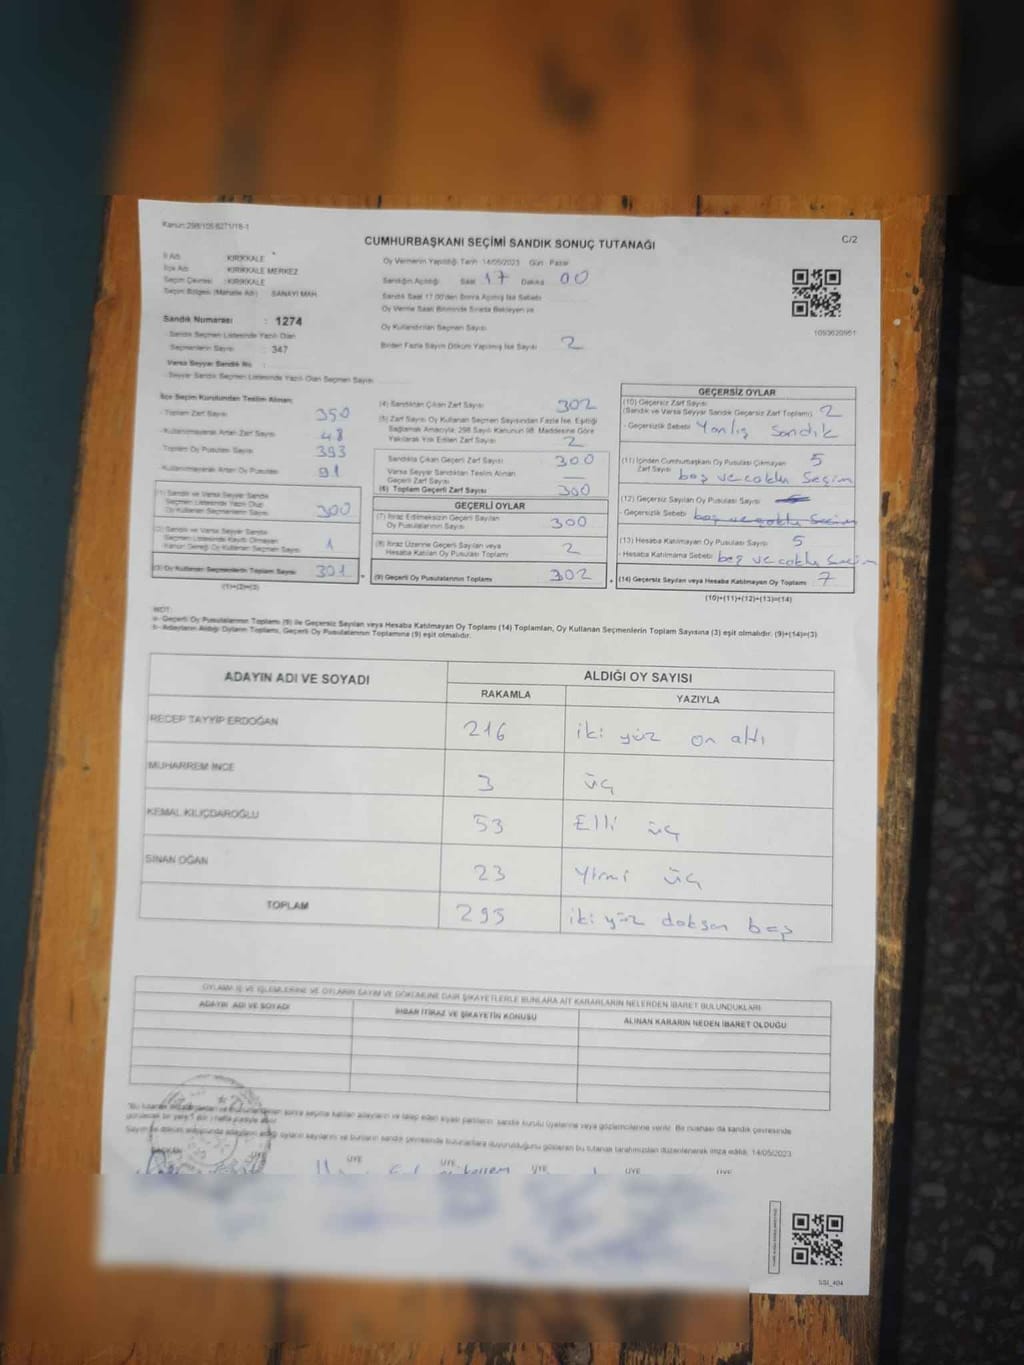 Kanun:298/105 6271/18-1
C/2
CUMHURBAŞKANI SEÇİMİ SANDIK SONUÇ TUTANAĞI
İl Adı : KIRIKKALE
İlçe Adı : KIRIKKALE MERKEZ
Seçim Çevresi : KIRIKKALE
Seçim Bölgesi (Mahalle Adı) : SANAYİ MAH.
Sandık Numarası : 1274
Sandık Seçmen Listesinde Yazılı Olan
Seçmenlerin Sayısı : 347
Varsa Seyyar Sandık No :
Seyyar Sandık Seçmen Listesinde Yazılı Olan Seçmen Sayısı
Oy Vermenin Yapıldığı Tarih :14/05/2023 Gün : Pazar
Sandığın Açıldığı Saat 17 Dakika 00
Sandık Saat 17.00'den Sonra Açılmış İse Sebebi
Oy Verme Saati Bitiminde Sırada Bekleyen ve
Oy Kullandırılan Seçmen Sayısı
Birden Fazla Sayım Döküm Yapılmış İse Sayısı 2
1093620951
İlçe Seçim Kurulundan Teslim Alınan;
- Toplam Zarf Sayısı 350
- Kullanılmayarak Artan Zarf Sayısı 48
Toplam Oy Pusulası Sayısı 393
- Kullanılmayarak Artan Oy Pusulası 91
(1) Sandık ve Varsa Seyyar Sandık
Seçmen Listesinde Yazılı Olup
Oy Kullanan Seçmenlerin Sayısı 300
(2) Sandık ve Varsa Seyyar Sandık
Seçmen Listesinde Kayıtlı Olmayan
Kanun Gereği Oy Kullanan Seçmen Sayısı 1
(3) Oy Kullanan Seçmenlerin Toplam Sayısı 301
(1)+(2)=(3)
(4) Sandıktan Çıkan Zarf Sayısı 302
(5) Zarf Sayısı Oy Kullanan Seçmen Sayısından Fazla İse, Eşitliği
Sağlamak Amacıyla, 298 Sayılı Kanunun 98. Maddesine Göre
Yakılarak Yok Edilen Zarf Sayısı 2
Sandıkta Çıkan Geçerli Zarf Sayısı 300
Varsa Seyyar Sandıktan Teslim Alınan
Geçerli Zarf Sayısı —
(6) Toplam Geçerli Zarf Sayısı 300
GEÇERLİ OYLAR
(7) İtiraz Edilmeksizin Geçerli Sayılan
Oy Pusulalarının Sayısı 300
(8) İtiraz Üzerine Geçerli Sayılan veya
Hesaba Katılan Oy Pusulası Toplamı 2
(9) Geçerli Oy Pusulalarının Toplamı 302
GEÇERSİZ OYLAR
(10) Geçersiz Zarf Sayısı
(Sandık ve Varsa Seyyar Sandık Geçersiz Zarf Toplamı) 2
- Geçersizlik Sebebi Yanlış Sandık
(11) İçinden Cumhurbaşkanı Oy Pusulası Çıkmayan
Zarf Sayısı 5
boş ve çoklu Seçim
(12) Geçersiz Sayılan Oy Pusulası Sayısı
- Geçersizlik Sebebi boş ve çoklu Seçim
(13) Hesaba Katılmayan Oy Pusulası Sayısı 5
- Hesaba Katılmama Sebebi boş ve çoklu Seçim
(14) Geçersiz Sayılan veya Hesaba Katılmayan Oy Toplamı 7
(10)+(11)+(12)+(13)=(14)
NOT:
a- Geçerli Oy Pusulalarının Toplamı (9) ile Geçersiz Sayılan veya Hesaba Katılmayan Oy Toplamı (14) Toplamları, Oy Kullanan Seçmenlerin Toplam Sayısına (3) eşit olmalıdır. (9)+(14)=(3)
b- Adayların Aldığı Oyların Toplamı, Geçerli Oy Pusulalarının Toplamına (9) eşit olmalıdır.
ADAYIN ADI VE SOYADI
ALDIĞI OY SAYISI
RAKAMLA YAZIYLA
RECEP TAYYİP ERDOĞAN 216 iki yüz on altı
MUHARREM İNCE 3 üç
KEMAL KILIÇDAROĞLU 53 Elli üç
SİNAN OĞAN 23 Yirmi üç
TOPLAM 295 iki yüz doksan beş
OYLAMA İŞ VE İŞLEMLERİNE VE OYLARIN SAYIM VE DÖKÜMÜNE DAİR ŞİKAYETLERLE BUNLARA AİT KARARLARIN NELERDEN İBARET BULUNDUKLARI
ADAYIN ADI VE SOYADI
İHBAR İTİRAZ VE ŞİKAYETİN KONUSU
ALINAN KARARIN NEDEN İBARET OLDUĞU
sonra seçime katılan adayların ve talep eden siyasi partilerin sandık kurulu üyelerine veya gözlemcilerine verilir. Bir nüshası da sandık çevresinde
Sayım ve döküm sonucunda adayların aldığı oyların sayılarını ve bunların sandık çevresinde bulunanlara duyurulduğunu gösteren bu tutanak tarafımızdan düzenlenerek imza edildi. 14/05/2023
BAŞKAN ÜYE ÜYE ÜYE ÜYE ÜYE
SSI_404